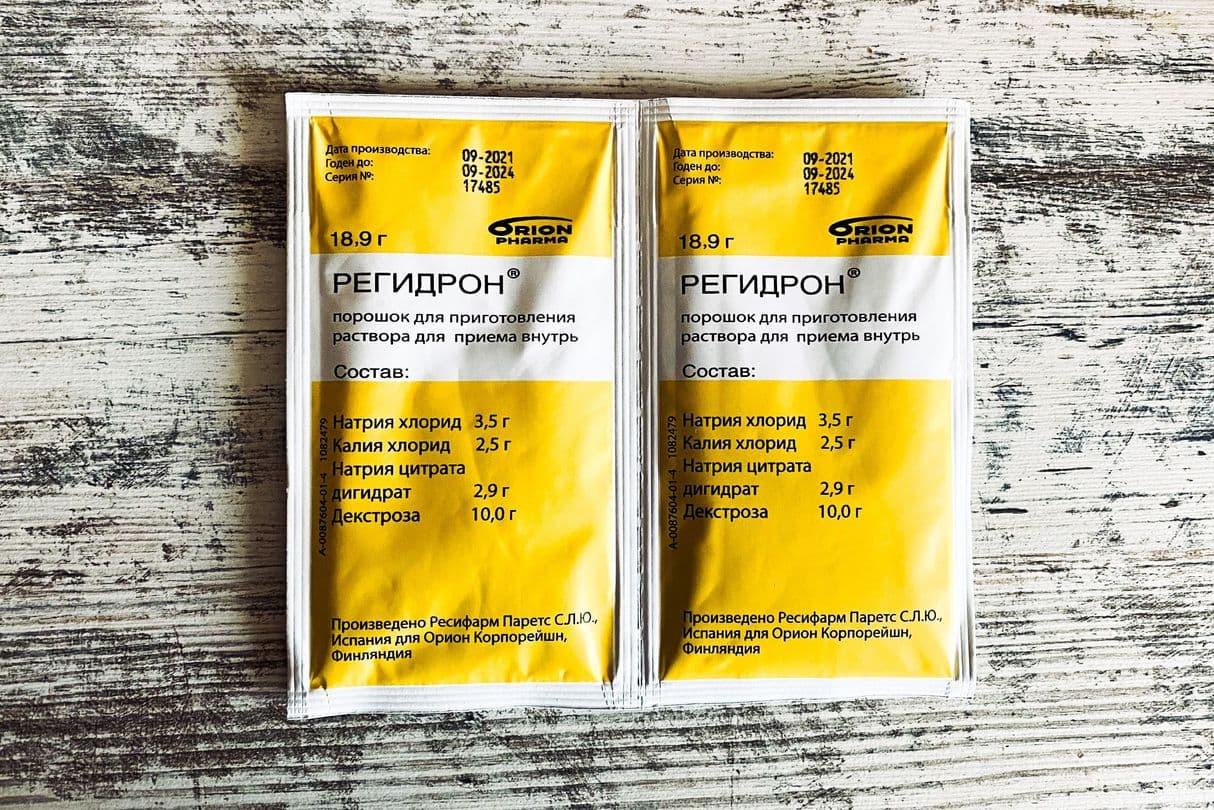 Дата производства: 09-2021
Годен до: 09-2024
Серия №: 17485
18,9 г
ORION
PHARMA
РЕГИДРОН®
порошок для приготовления
раствора для приема внутрь
Состав:
Натрия хлорид 3,5 г
Калия хлорид 2,5 г
Натрия цитрата
дигидрат 2,9 г
Декстроза 10,0 г
A-0087604-01-4 1082479
Произведено Ресифарм Паретс С.Л.Ю.,
Испания для Орион Корпорейшн,
Финляндия
Дата производства: 09-2021
Годен до: 09-2024
Серия №: 17485
18,9 г
ORION
PHARMA
РЕГИДРОН®
порошок для приготовления
раствора для приема внутрь
Состав:
Натрия хлорид 3,5 г
Калия хлорид 2,5 г
Натрия цитрата
дигидрат 2,9 г
Декстроза 10,0 г
A-0087604-01-4 1082479
Произведено Ресифарм Паретс С.Л.Ю.,
Испания для Орион Корпорейшн,
Финляндия